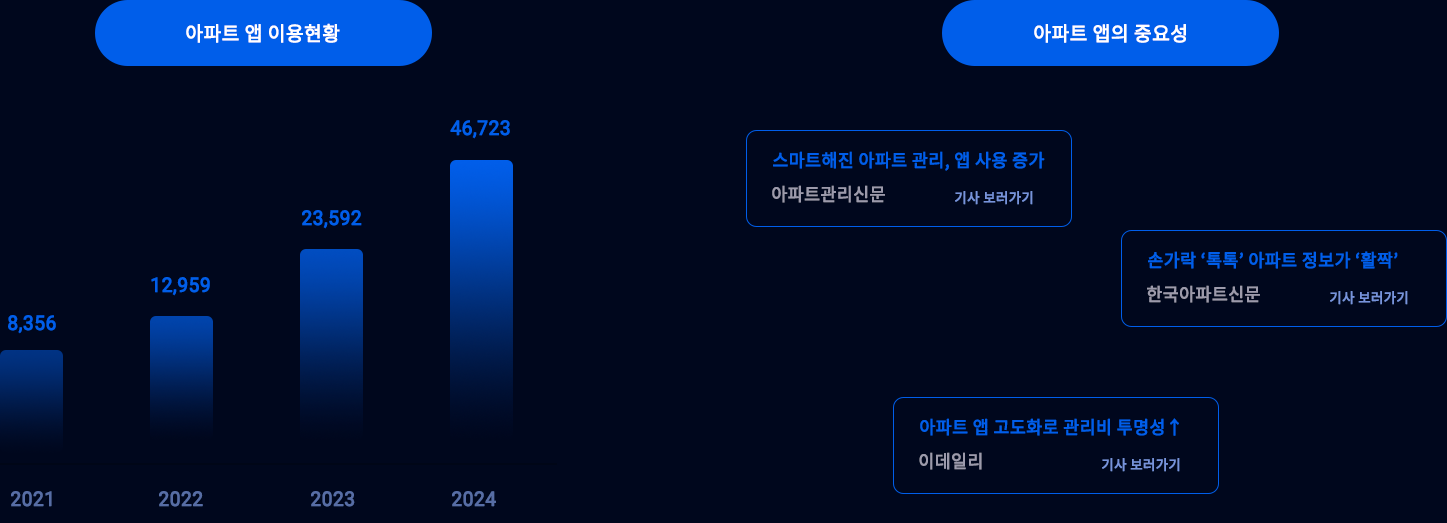 아파트 앱 이용현황
46,723
23,592
12,959
8,356
2021
2022
2023
2024
아파트 앱의 중요성
스마트해진 아파트 관리, 앱 사용 증가
아파트관리신문
기사 보러가기
손가락 ‘톡톡’ 아파트 정보가 ‘활짝’
한국아파트신문
기사 보러가기
아파트 앱 고도화로 관리비 투명성↑
이데일리
기사 보러가기